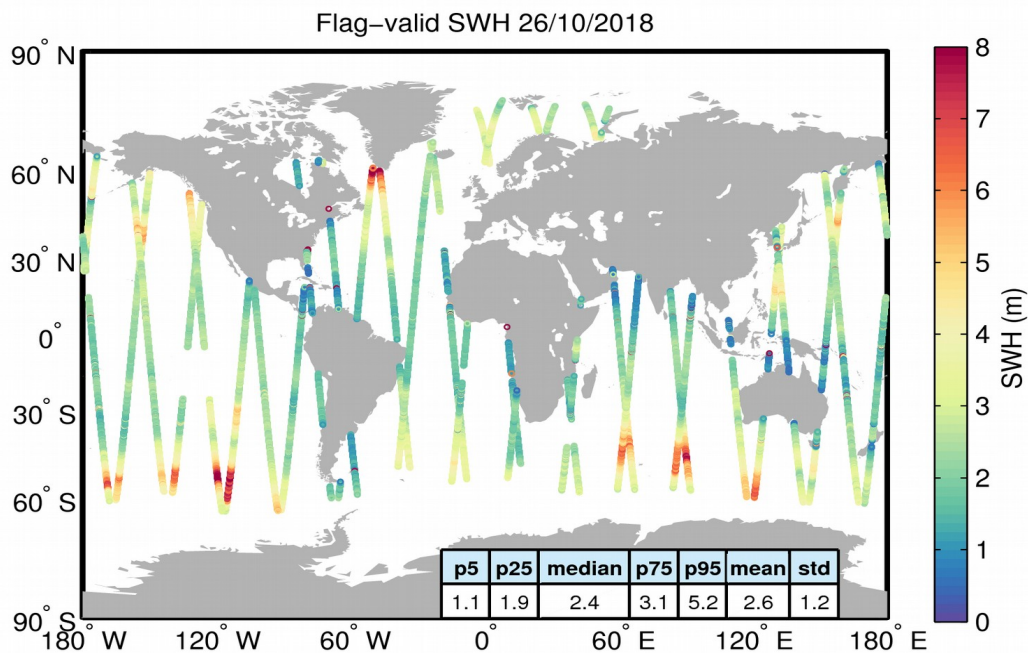 Flag−valid SWH 26/10/2018
90° N
60° N
30° N
0°
30° S
60° S
90° S
180° W
120° W
60° W
0°
60° E
120° E
180° E
p5 p25 median p75 p95 mean std
1.1 1.9 2.4 3.1 5.2 2.6 1.2
8
7
6
5
4
3
2
1
0
SWH (m)